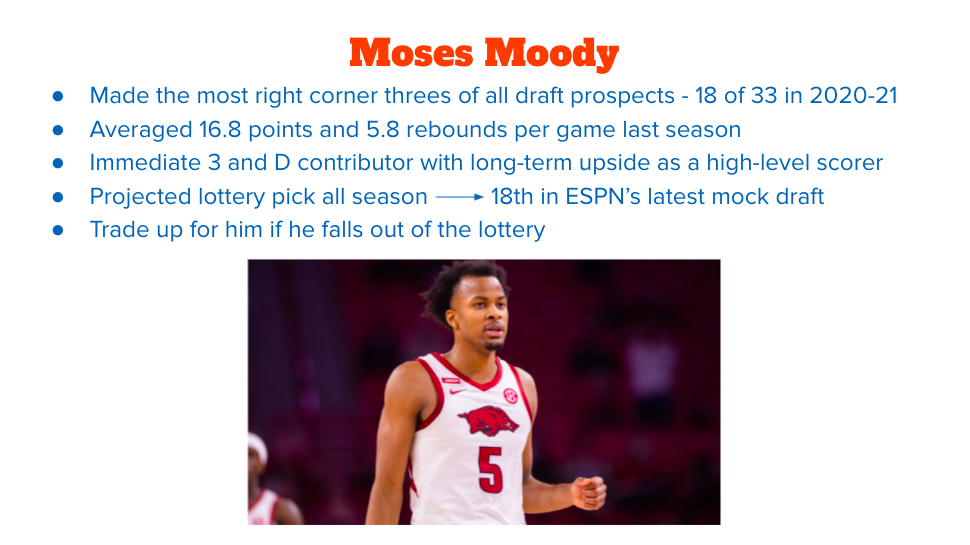 Moses Moody
● Made the most right corner threes of all draft prospects - 18 of 33 in 2020-21
● Averaged 16.8 points and 5.8 rebounds per game last season
● Immediate 3 and D contributor with long-term upside as a high-level scorer
● Projected lottery pick all season ⟶ 18th in ESPN’s latest mock draft
● Trade up for him if he falls out of the lottery
5